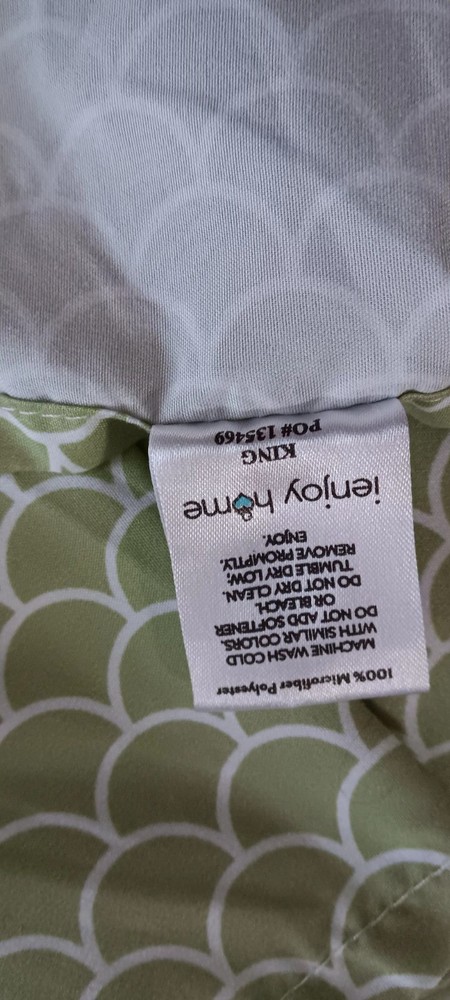 100% Microfiber Polyester
MACHINE WASH COLD
WITH SIMILAR COLORS.
DO NOT ADD SOFTENER
OR BLEACH.
DO NOT DRY CLEAN.
TUMBLE DRY LOW;
REMOVE PROMPTLY.
ENJOY.
ienjoy home
KING
PO# 135469